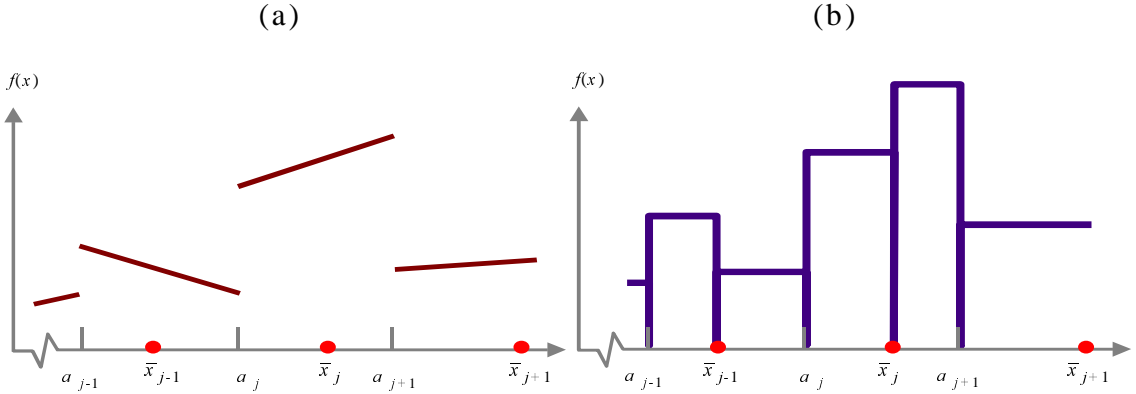 (a) (b)
f(x) f(x)
a j-1 x̅ j-1 a j x̅ j a j+1 x̅ j+1 a j-1 x̅ j-1 a j x̅ j a j+1 x̅ j+1